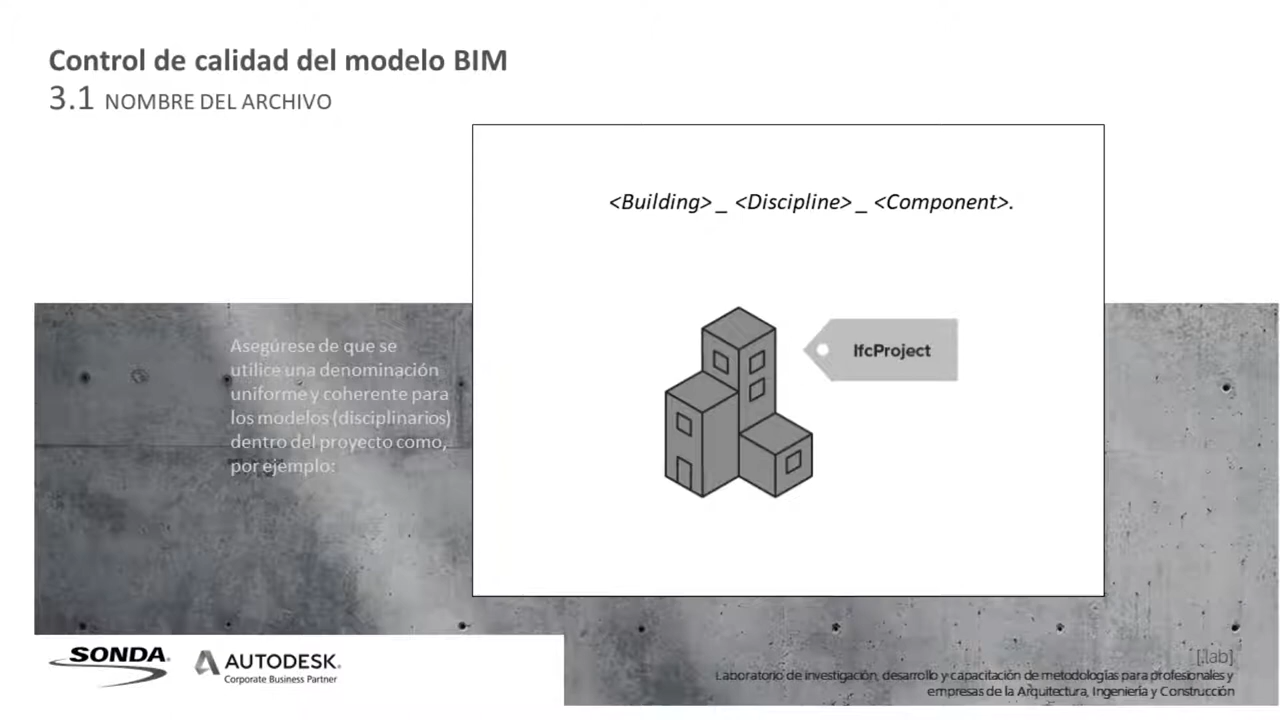 Control de calidad del modelo BIM
3.1 NOMBRE DEL ARCHIVO
<Building> _ <Discipline> _ <Component>.
Asegúrese de que se
utilice una denominación
uniforme y coherente para
los modelos (disciplinarios)
dentro del proyecto como,
por ejemplo:
IfcProject
SONDA.
AUTODESK.
Corporate Business Partner
[.lab]
Laboratorio de investigación, desarrollo y capacitación de metodologías para profesionales y
empresas de la Arquitectura, Ingeniería y Construcción